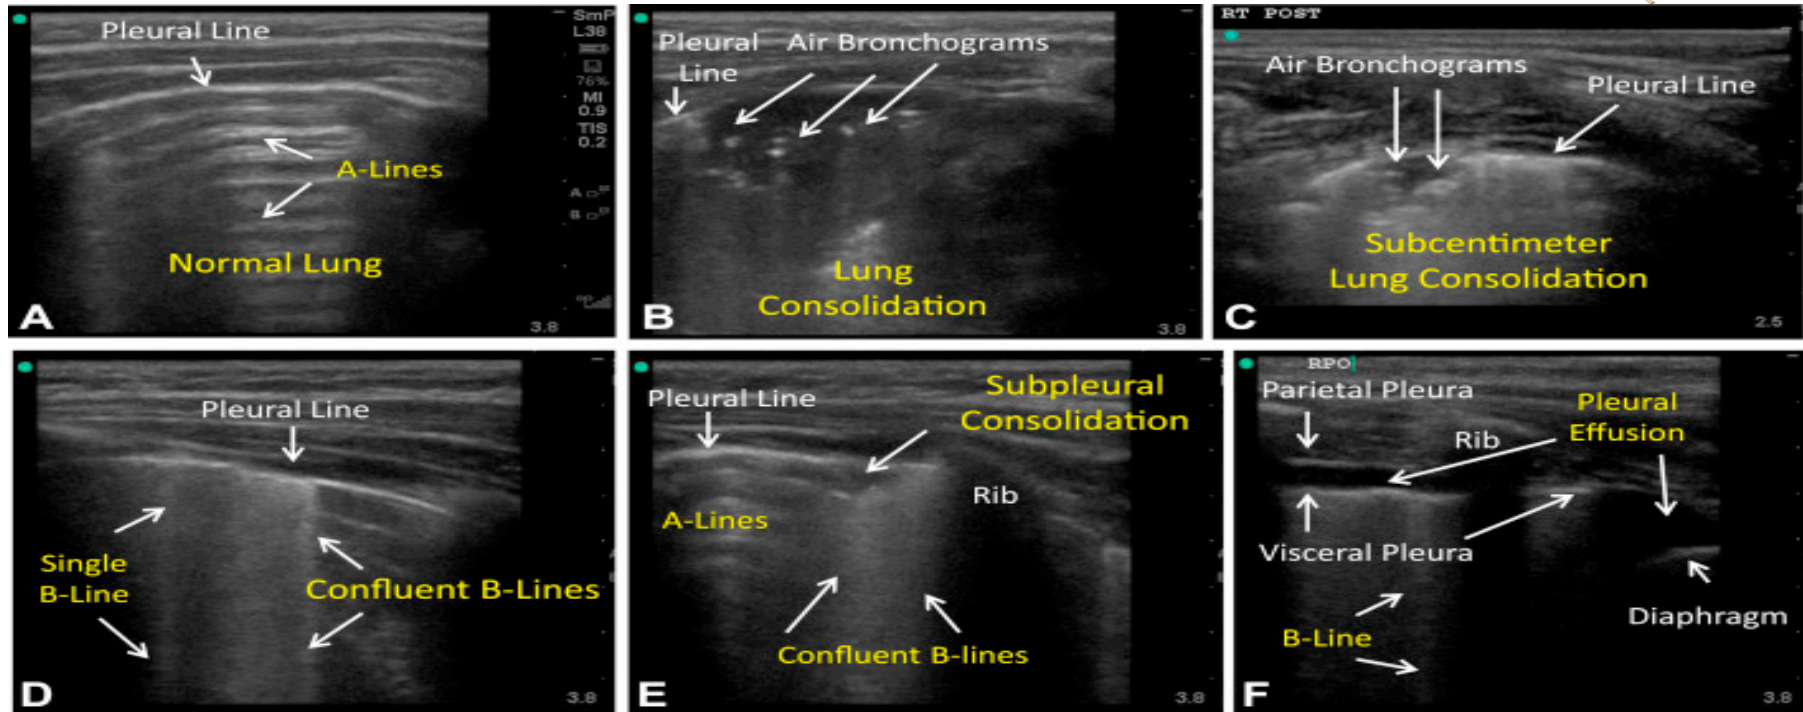 Pleural Line
A-Lines
Normal Lung
A
SmP
L38
76%
MI
0.9
TIS
0.2
A
B
3.8
Pleural
Line
Air Bronchograms
Lung
Consolidation
B
3.8
RT POST
Air Bronchograms
Pleural Line
Subcentimeter
Lung Consolidation
C
2.5
Pleural Line
Single
B-Line
Confluent B-Lines
D
3.8
Pleural Line
Subpleural
Consolidation
Rib
A-Lines
Confluent B-lines
E
3.8
RPO
Parietal Pleura
Pleural
Effusion
Rib
Visceral Pleura
B-Line
Diaphragm
F
3.8